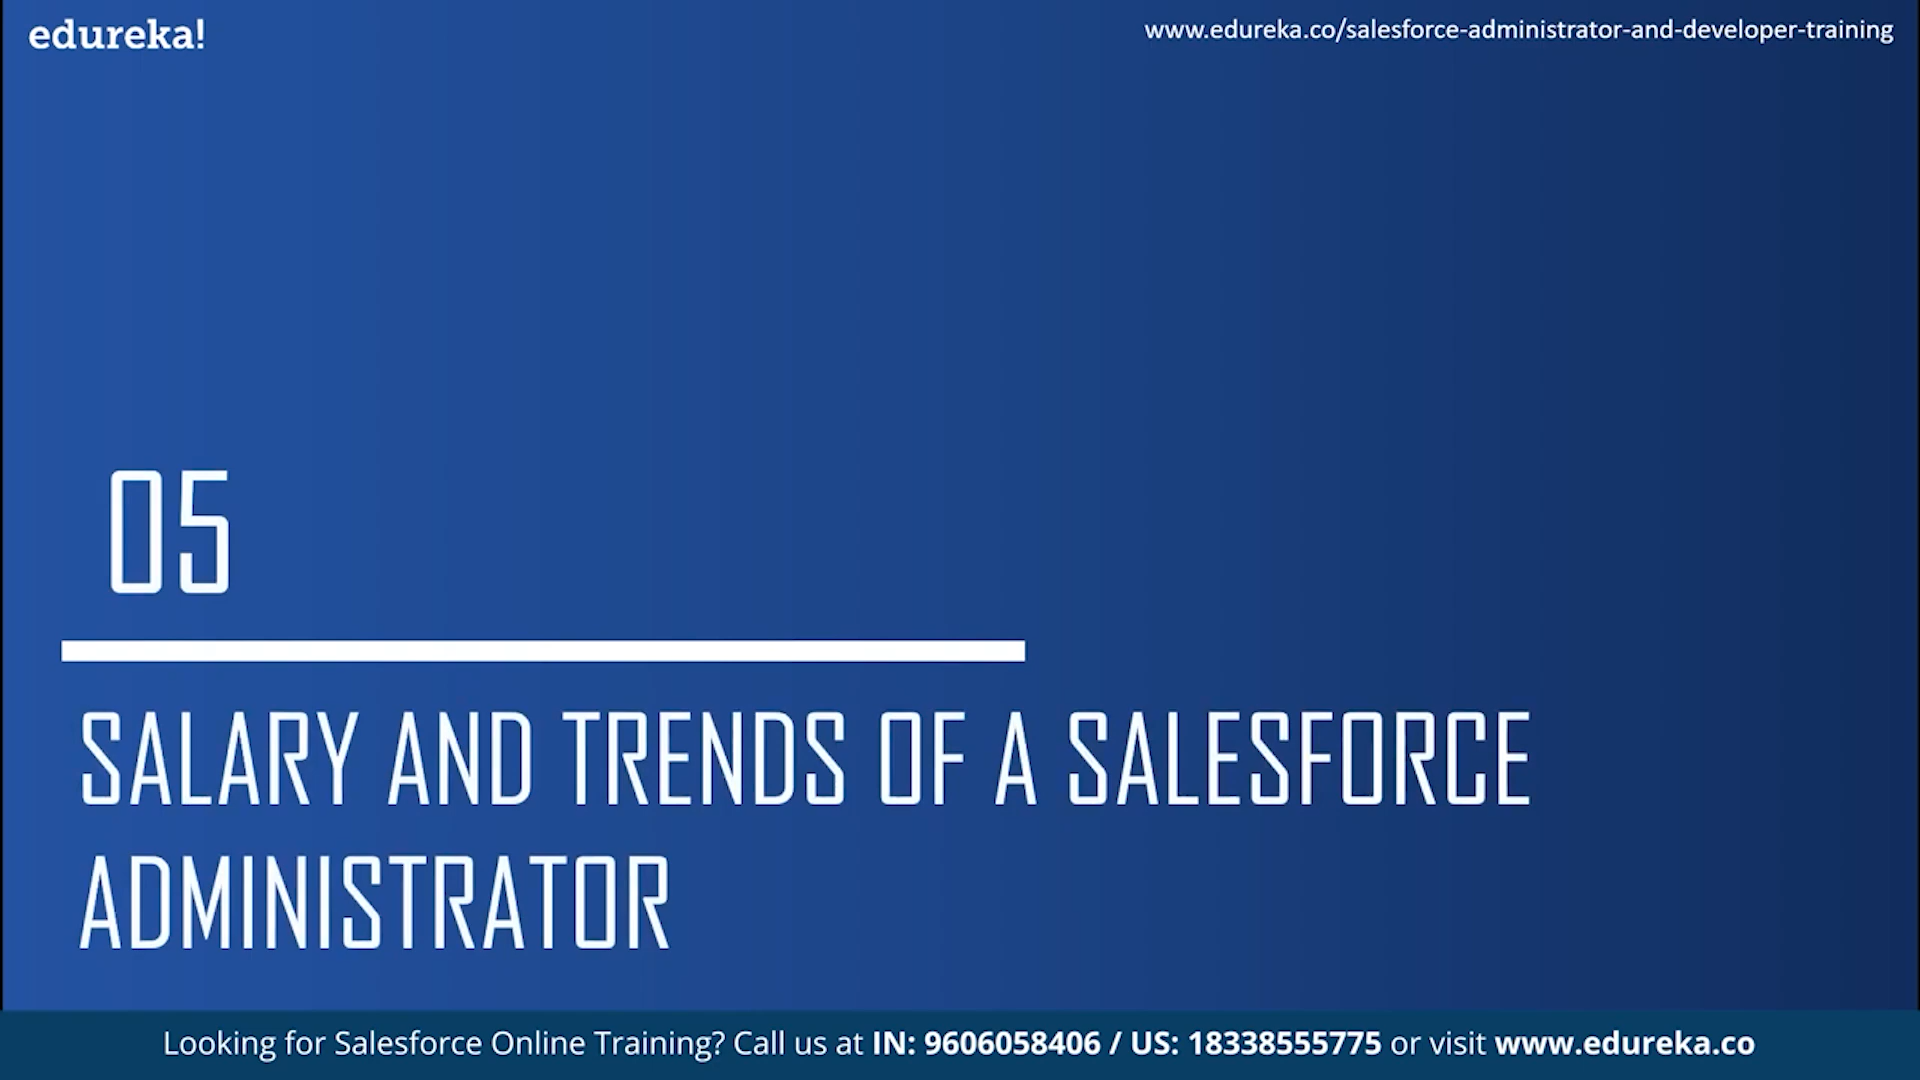 edureka!
www.edureka.co/salesforce-administrator-and-developer-training
05
SALARY AND TRENDS OF A SALESFORCE
ADMINISTRATOR
Looking for Salesforce Online Training? Call us at IN: 9606058406 / US: 18338555775 or visit www.edureka.co